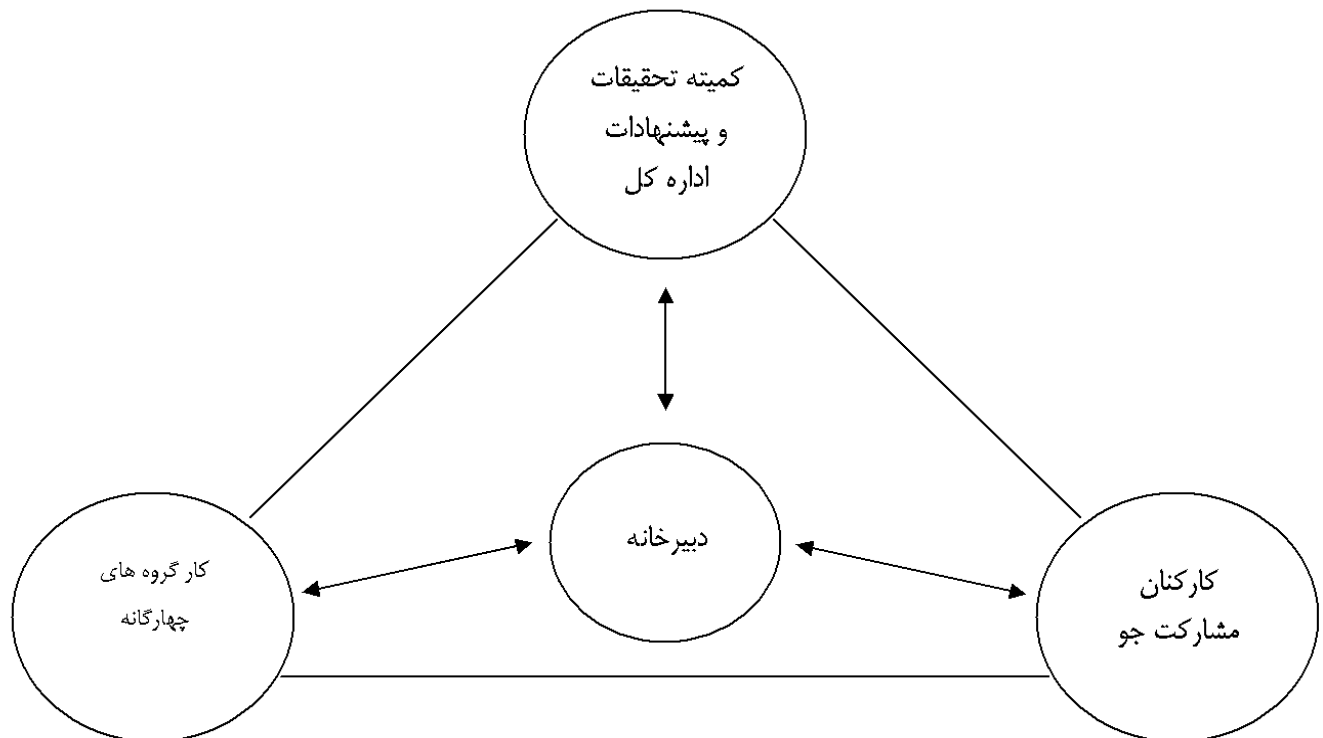 کمیته تحقیقات
و پیشنهادات
اداره کل
دبیرخانه
کارکنان
مشارکت جو
کار گروه های
چهارگانه